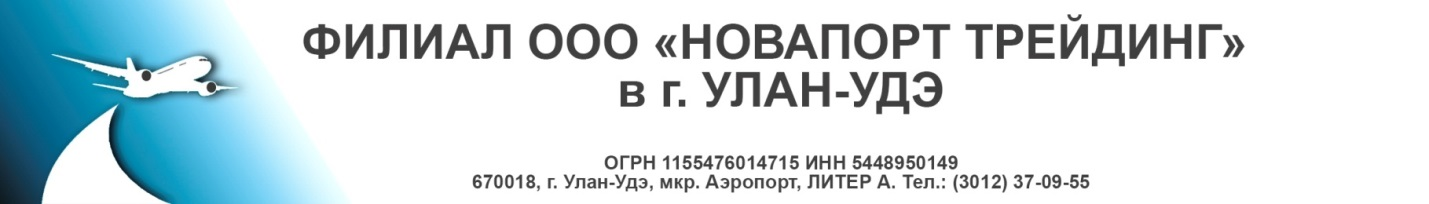 ФИЛИАЛ ООО «НОВАПОРТ ТРЕЙДИНГ»
в г. УЛАН-УДЭ
ОГРН 1155476014715 ИНН 5448950149
670018, г. Улан-Удэ, мкр. Аэропорт, ЛИТЕР А. Тел.: (3012) 37-09-55